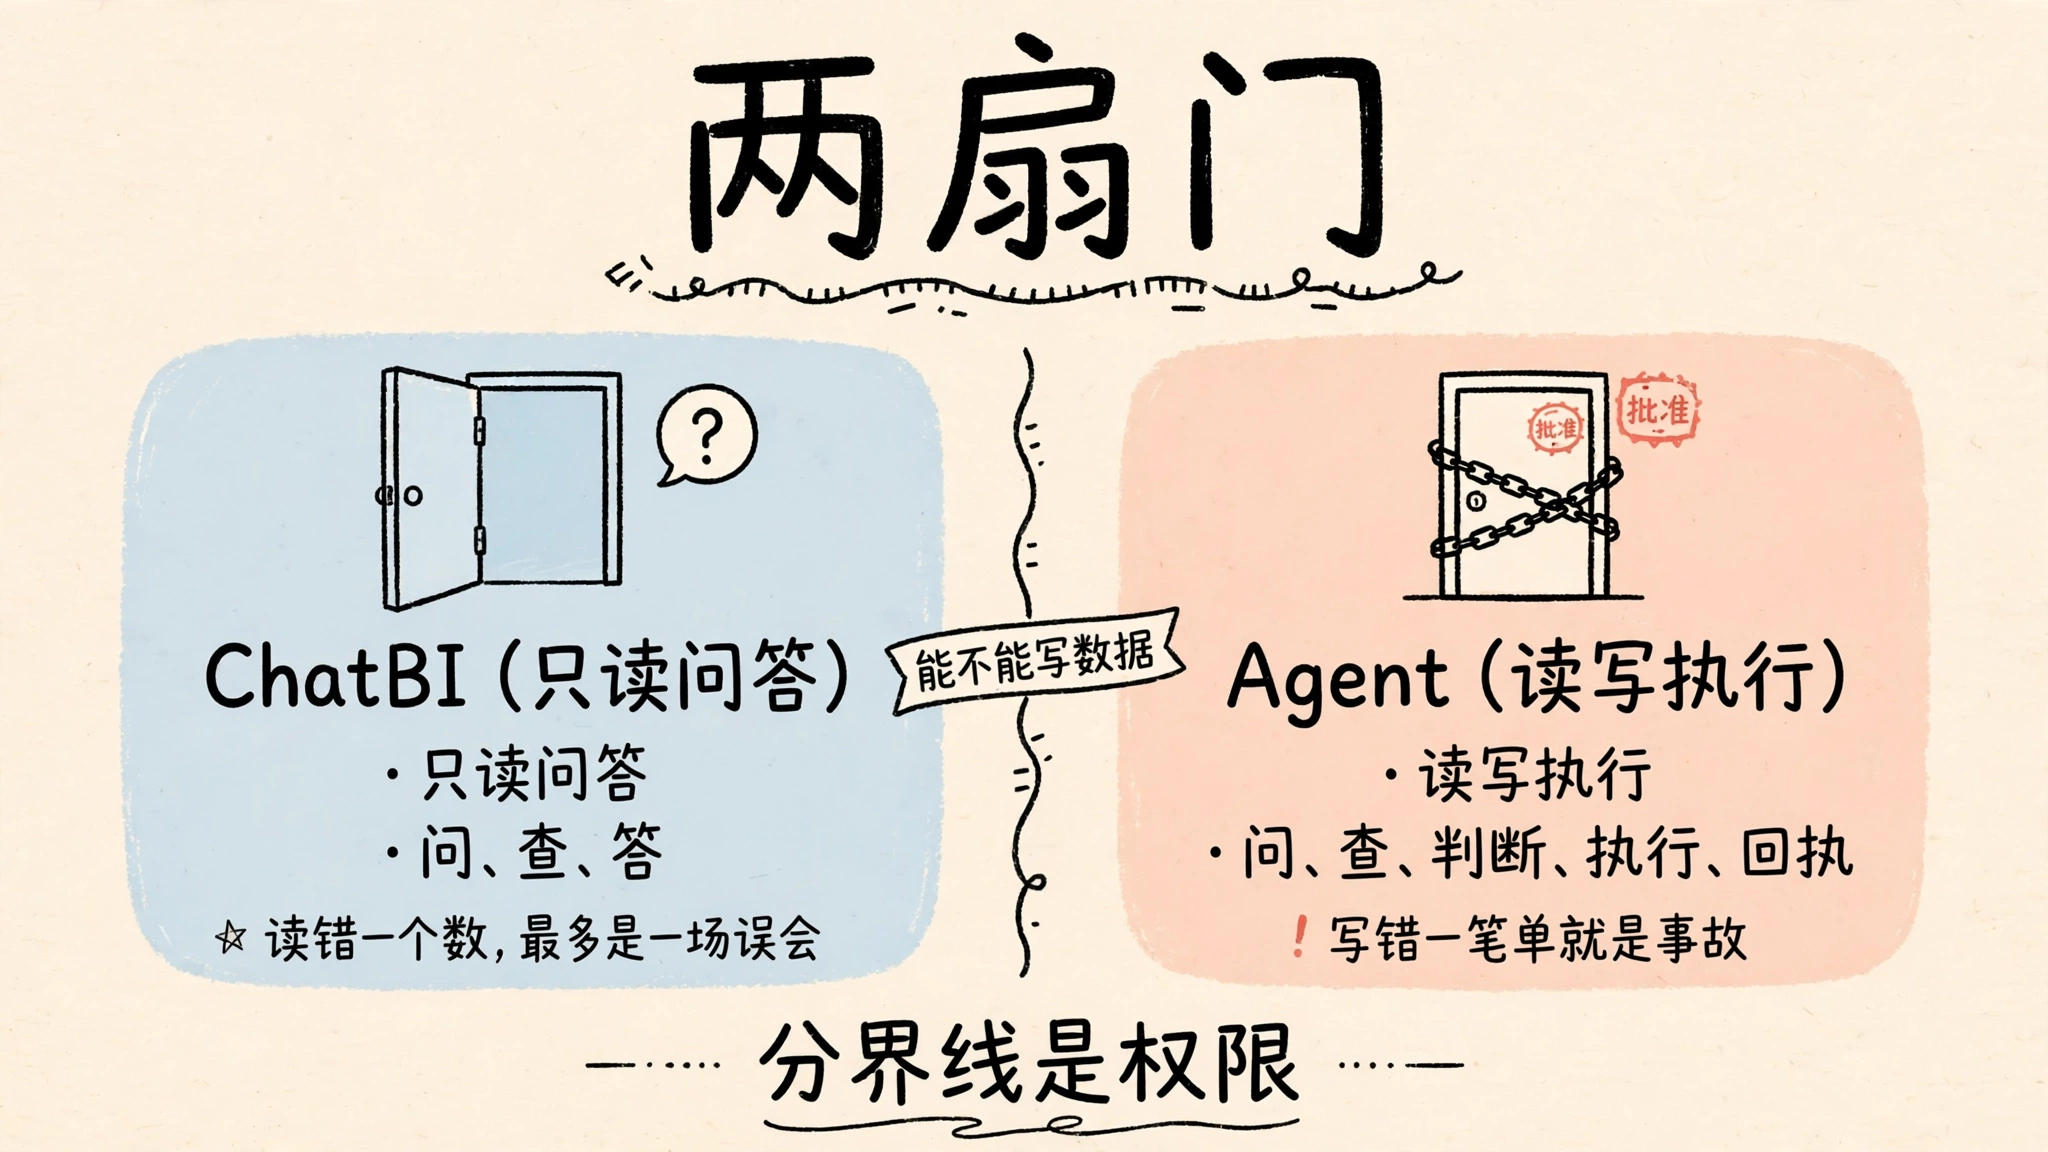 两扇门
?
批准
批准
ChatBI（只读问答）
·只读问答
·问、查、答
☆ 读错一个数，最多是一场误会
能不能写数据
Agent（读写执行）
·读写执行
·问、查、判断、执行、回执
! 写错一笔单就是事故
分界线是权限